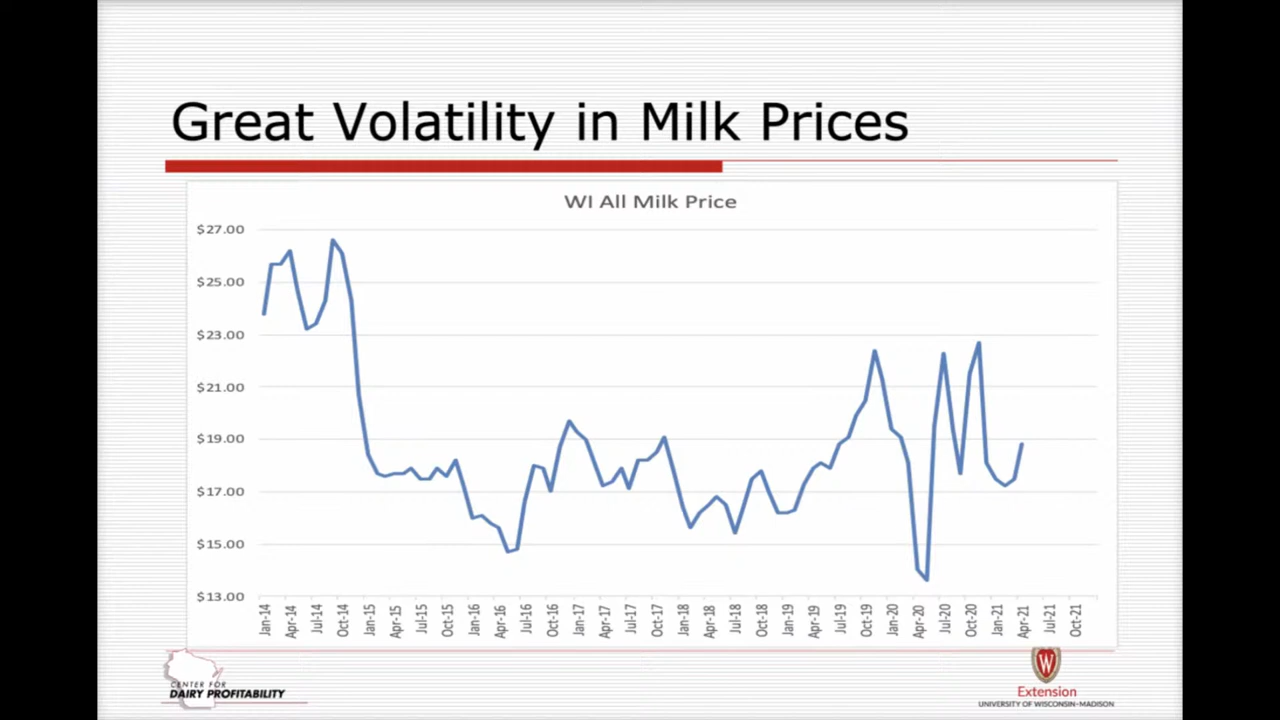 Great Volatility in Milk Prices
WI All Milk Price
$27.00
$25.00
$23.00
$21.00
$19.00
$17.00
$15.00
$13.00
Jan-14
Apr-14
Jul-14
Oct-14
Jan-15
Apr-15
Jul-15
Oct-15
Jan-16
Apr-16
Jul-16
Oct-16
Jan-17
Apr-17
Jul-17
Oct-17
Jan-18
Apr-18
Jul-18
Oct-18
Jan-19
Apr-19
Jul-19
Oct-19
Jan-20
Apr-20
Jul-20
Oct-20
Jan-21
Apr-21
Jul-21
Oct-21
CENTER FOR
DAIRY PROFITABILITY
W
Extension
UNIVERSITY OF WISCONSIN-MADISON